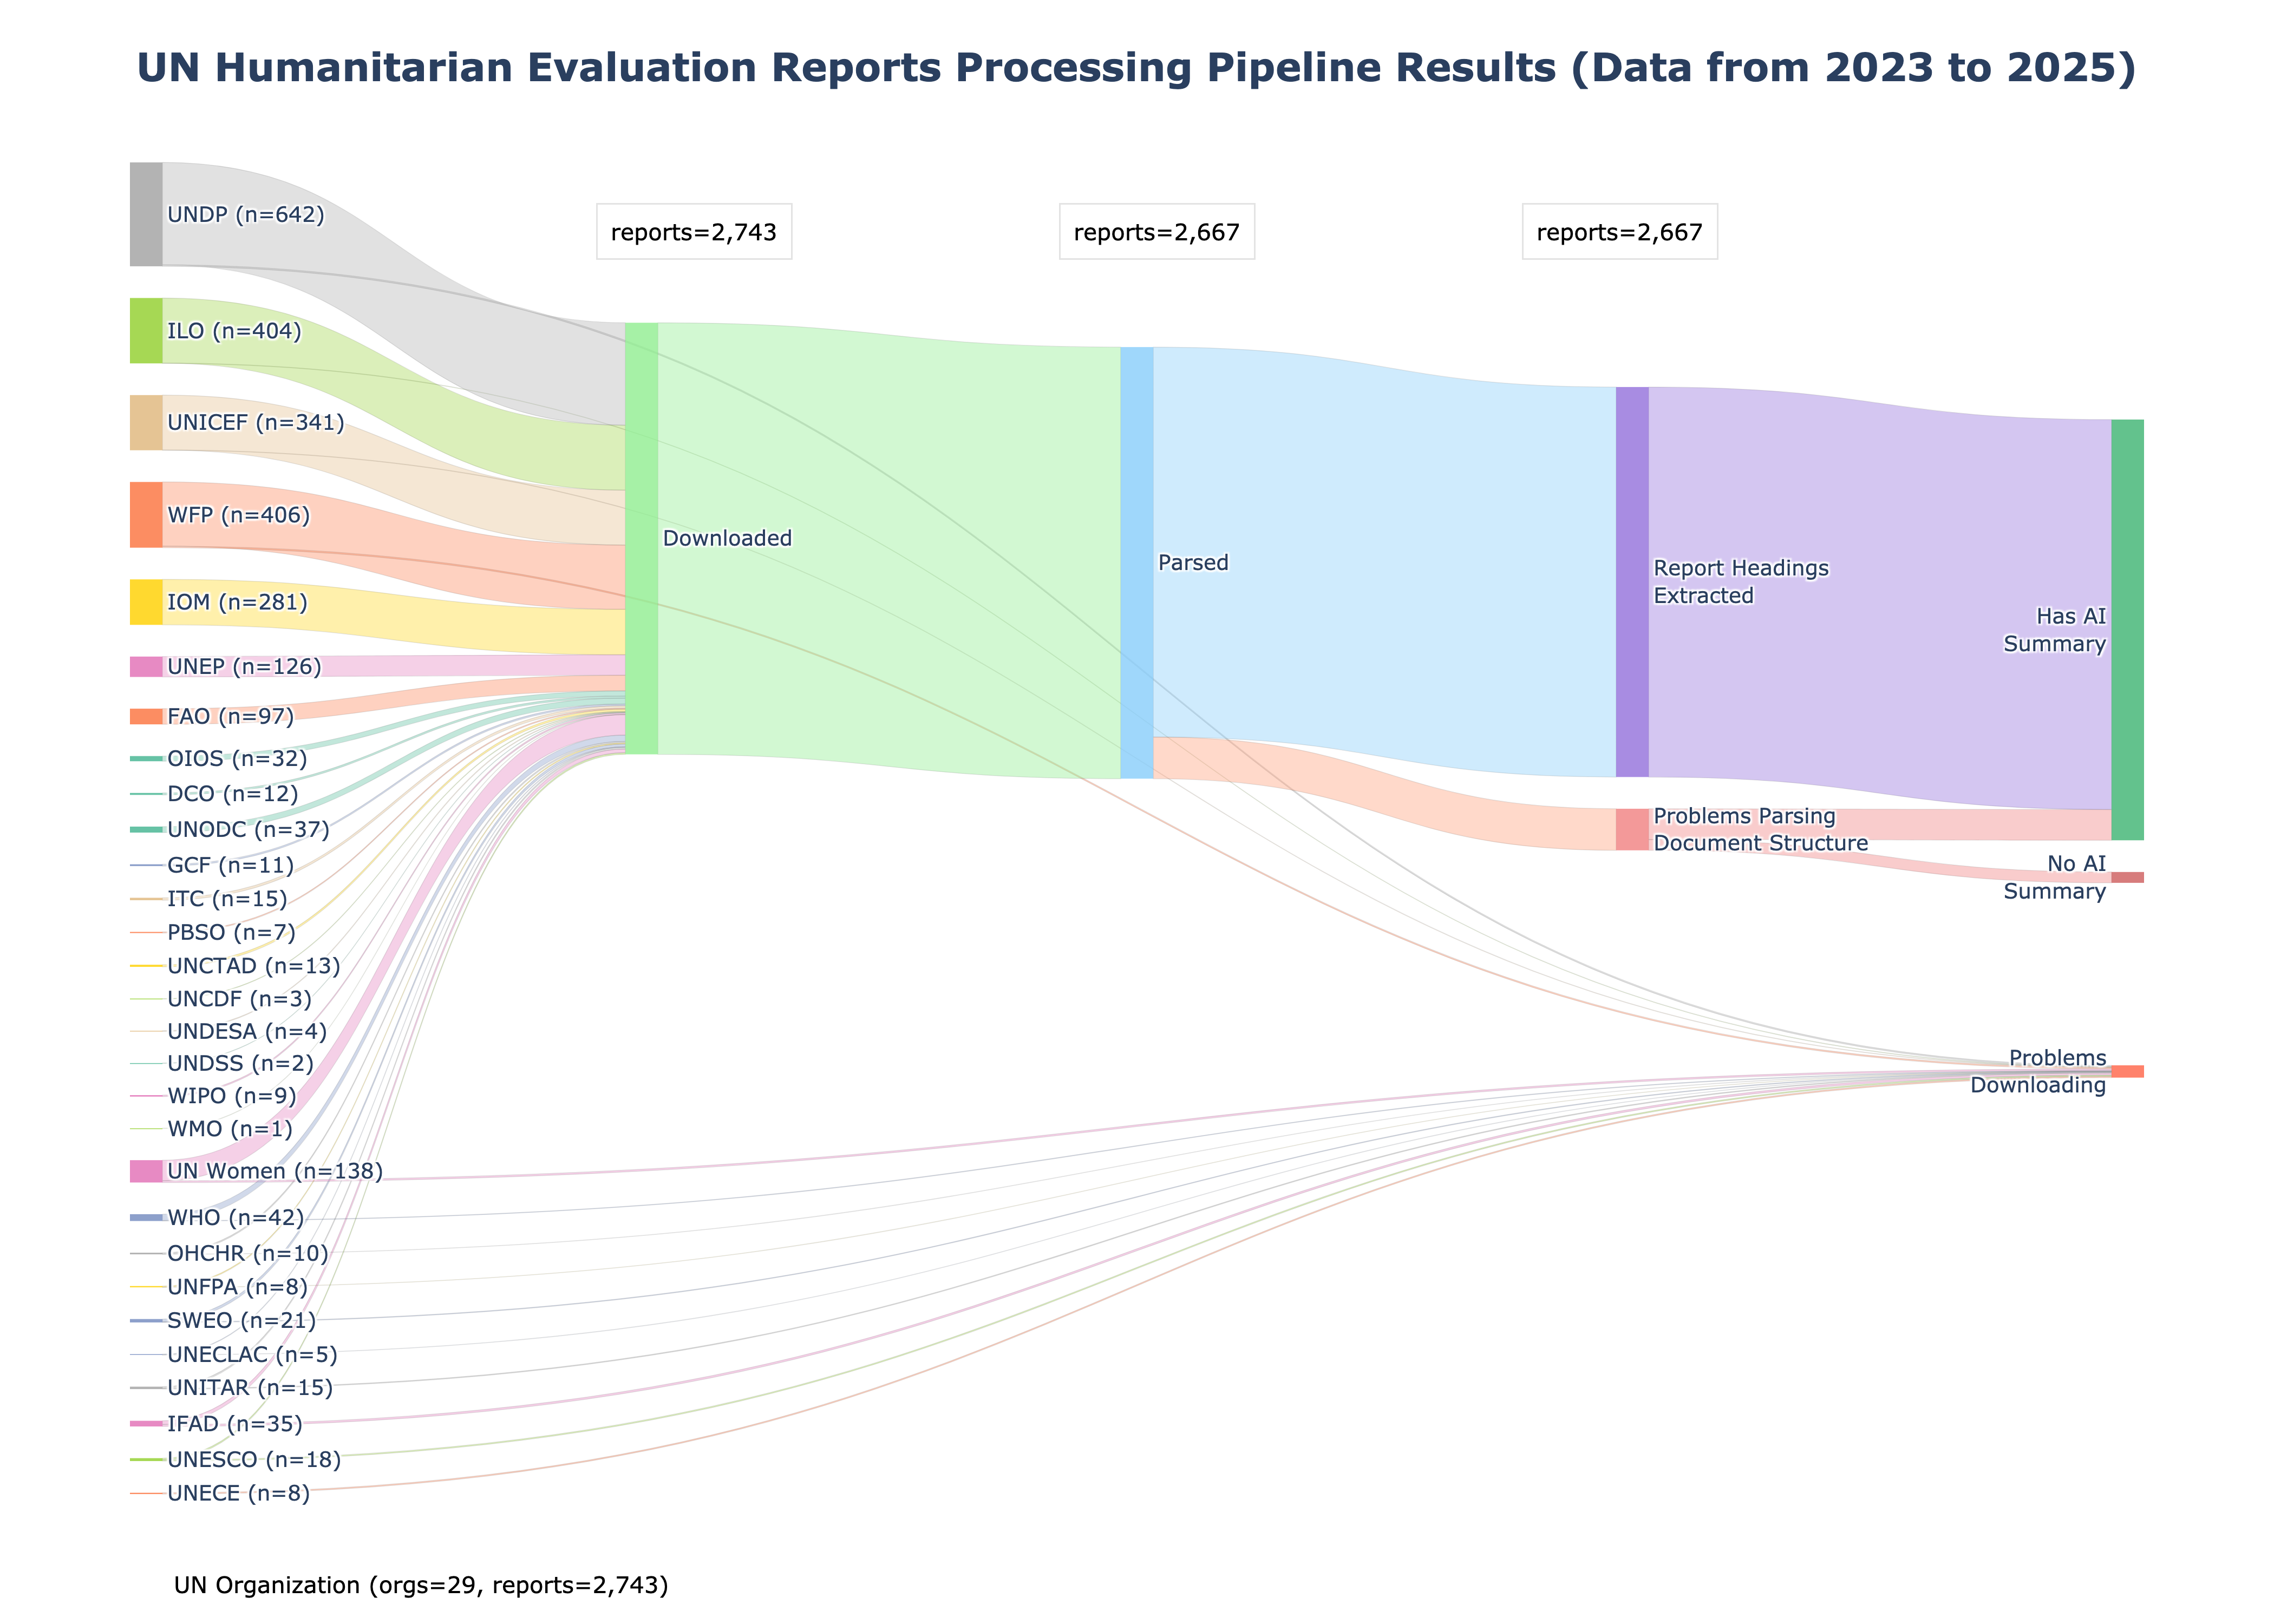 UN Humanitarian Evaluation Reports Processing Pipeline Results (Data from 2023 to 2025)
reports=2,743
reports=2,667
reports=2,667
UNDP (n=642)
ILO (n=404)
UNICEF (n=341)
WFP (n=406)
IOM (n=281)
UNEP (n=126)
FAO (n=97)
OIOS (n=32)
DCO (n=12)
UNODC (n=37)
GCF (n=11)
ITC (n=15)
PBSO (n=7)
UNCTAD (n=13)
UNCDF (n=3)
UNDESA (n=4)
UNDSS (n=2)
WIPO (n=9)
WMO (n=1)
UN Women (n=138)
WHO (n=42)
OHCHR (n=10)
UNFPA (n=8)
SWEO (n=21)
UNECLAC (n=5)
UNITAR (n=15)
IFAD (n=35)
UNESCO (n=18)
UNECE (n=8)
Downloaded
Parsed
Report Headings
Extracted
Problems Parsing
Document Structure
Has AI
Summary
No AI
Summary
Problems
Downloading
UN Organization (orgs=29, reports=2,743)